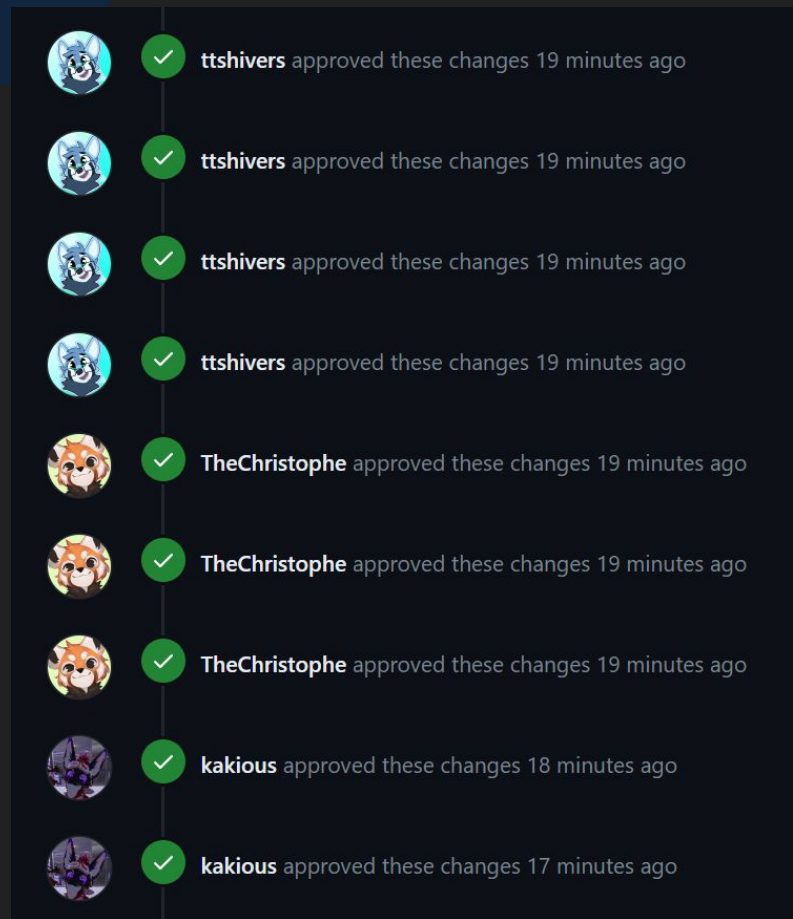 ttshivers approved these changes 19 minutes ago
ttshivers approved these changes 19 minutes ago
ttshivers approved these changes 19 minutes ago
ttshivers approved these changes 19 minutes ago
TheChristophe approved these changes 19 minutes ago
TheChristophe approved these changes 19 minutes ago
TheChristophe approved these changes 19 minutes ago
kakious approved these changes 18 minutes ago
kakious approved these changes 17 minutes ago